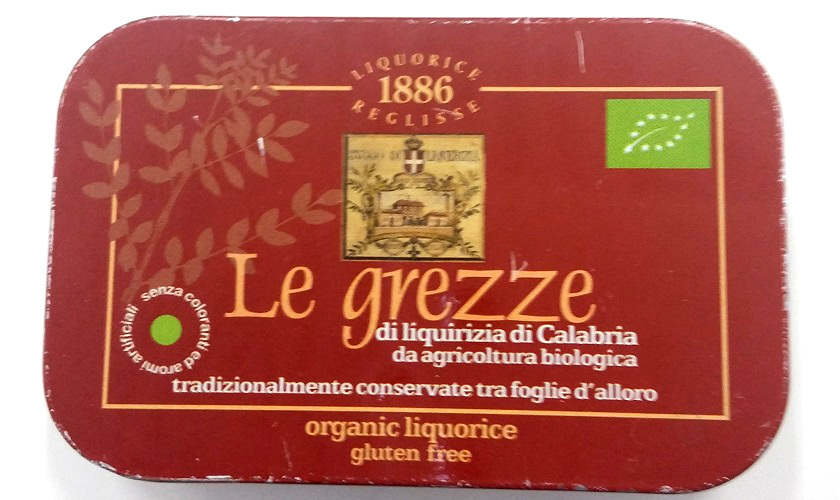 LIQUORICE
1886
REGLISSE
Le grezze
di liquirizia di Calabria
da agricoltura biologica
senza coloranti ed aromi artificiali
tradizionalmente conservate tra foglie d'alloro
organic liquorice
gluten free